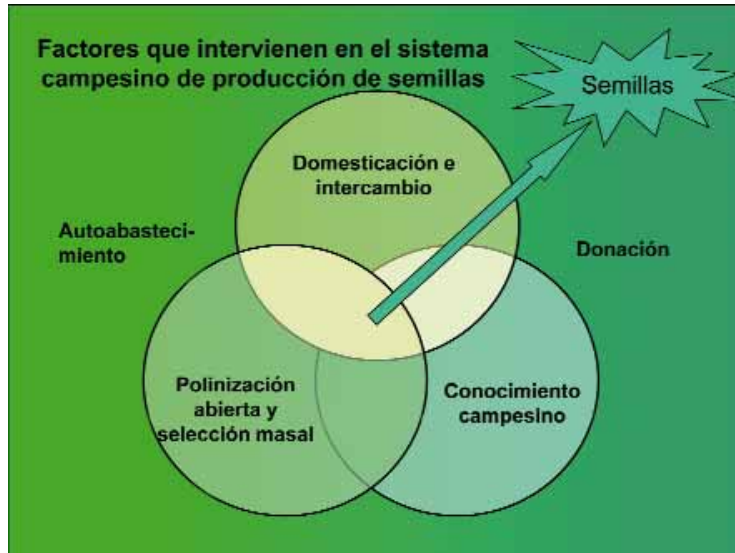 Factores que intervienen en el sistema
campesino de producción de semillas
Semillas
Domesticación e
intercambio
Autoabasteci-
miento
Donación
Polinización
abierta y
selección masal
Conocimiento
campesino